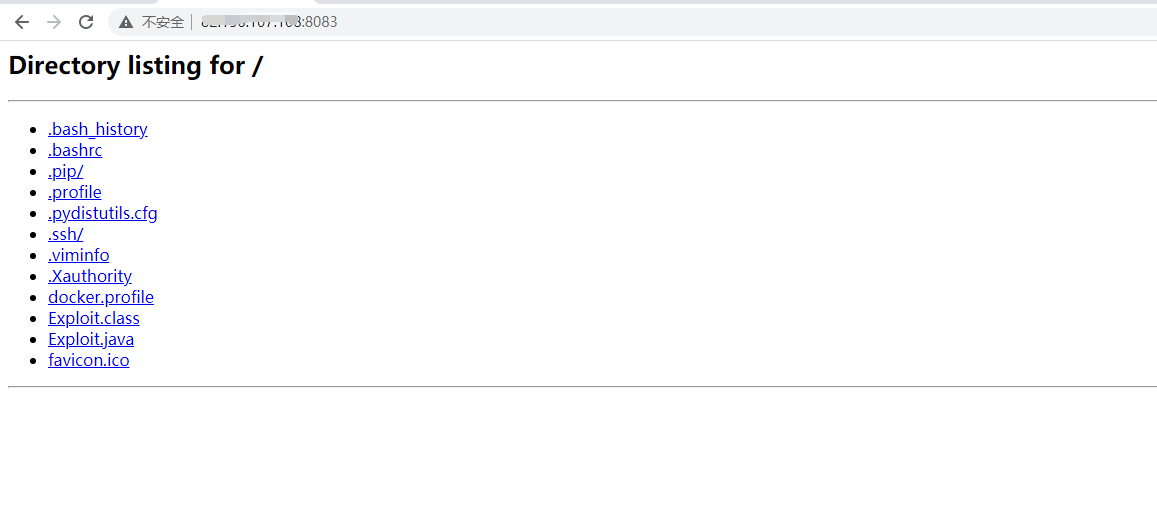 不安全 :8083
Directory listing for /
.bash_history
.bashrc
.pip/
.profile
.pydistutils.cfg
.ssh/
.viminfo
.Xauthority
docker.profile
Exploit.class
Exploit.java
favicon.ico